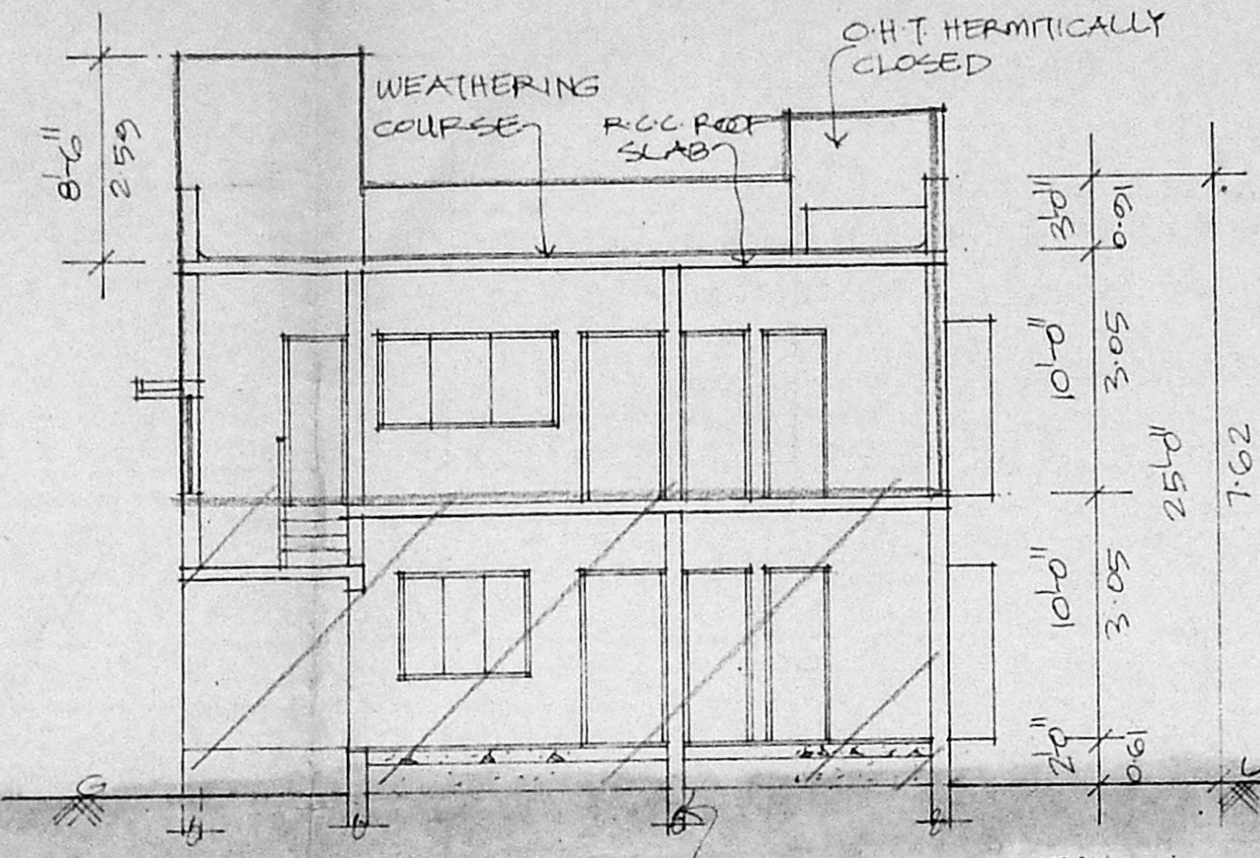 O.H.T. HERMITICALLY
CLOSED
WEATHERING
COURSE
R.C.C. ROOF
SLAB
8'-6"
2.59
3'-0"
0.91
10'-0"
3.05
25'-0"
7.62
10'-0"
3.05
2'-0"
0.61